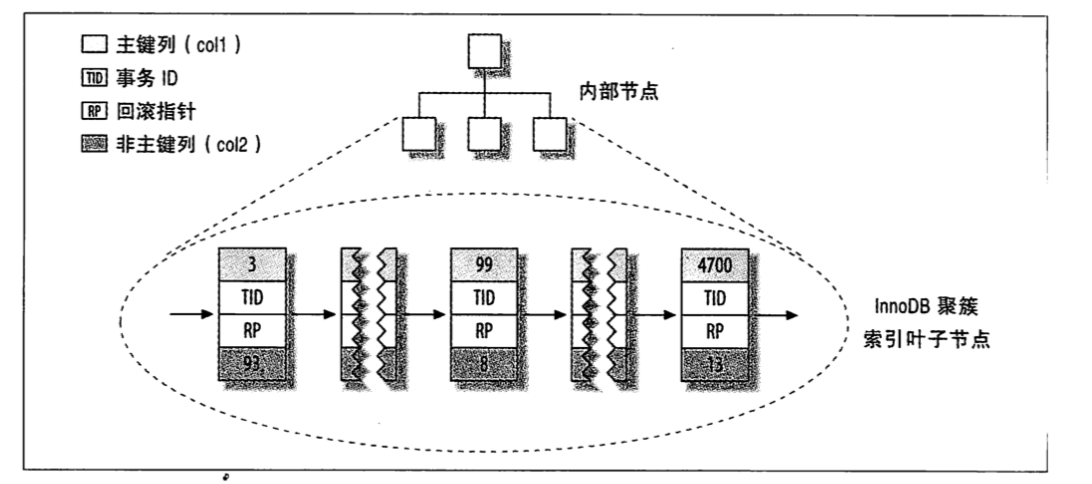 主键列（col1）
TID 事务 ID
RP 回滚指针
非主键列（col2）
内部节点
3
TID
RP
93
99
TID
RP
8
4700
TID
RP
13
InnoDB 聚簇
索引叶子节点